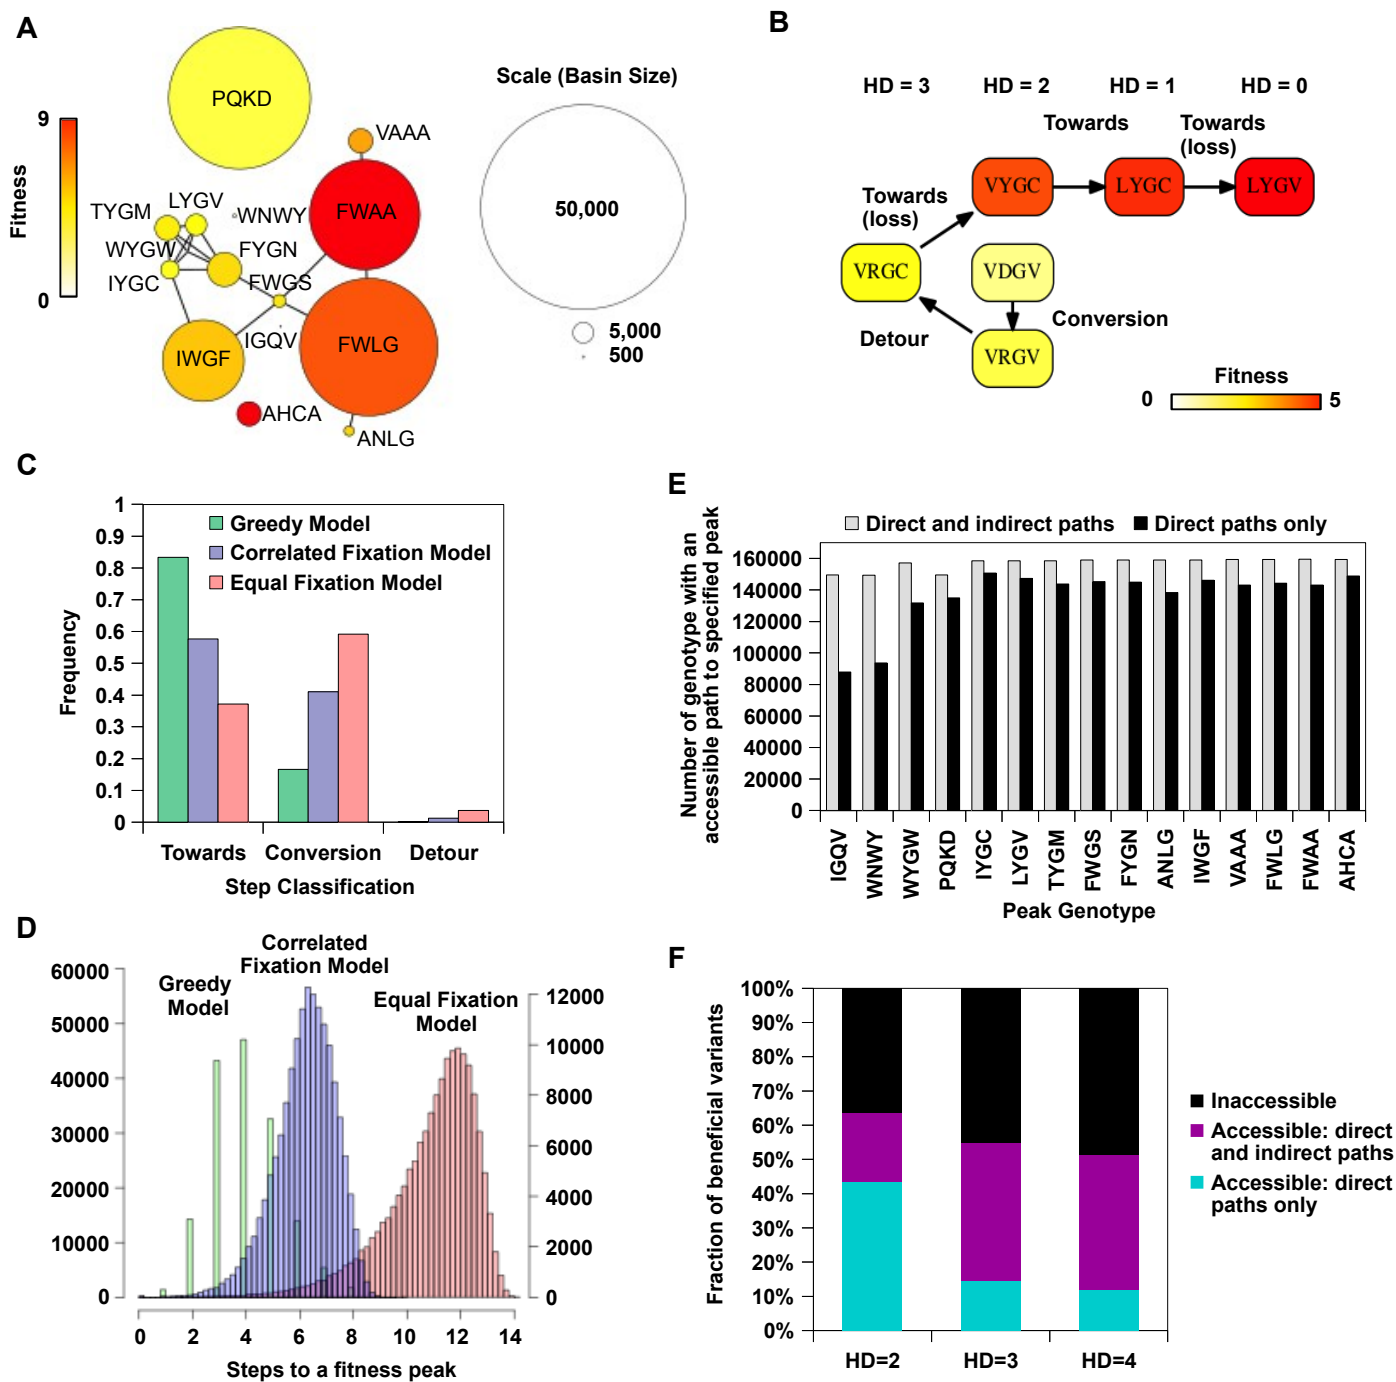 A
PQKD
Scale (Basin Size)
9
Fitness
0
VAAA
LYGV
TYGM
WNWY
FWAA
50,000
WYGW
FYGN
IYGC
FWGS
IGQV
FWLG
IWGF
5,000
500
AHCA
ANLG
B
HD = 3
HD = 2
HD = 1
HD = 0
Towards
Towards
(loss)
VYGC
LYGC
LYGV
Towards
(loss)
VRGC
VDGV
Conversion
Detour
VRGV
Fitness
0
5
C
1
0.9
0.8
0.7
0.6
0.5
0.4
0.3
0.2
0.1
0
Frequency
Greedy Model
Correlated Fixation Model
Equal Fixation Model
Towards
Conversion
Detour
Step Classification
E
Direct and indirect paths
Direct paths only
160000
140000
120000
100000
80000
60000
40000
20000
0
Number of genotype with an
accessible path to specified peak
IGQV
WNWY
WYGW
PQKD
IYGC
LYGV
TYGM
FWGS
FYGN
ANLG
IWGF
VAAA
FWLG
FWAA
AHCA
Peak Genotype
D
Correlated
Fixation Model
Greedy
Model
Equal Fixation
Model
60000
50000
40000
30000
20000
10000
0
12000
10000
8000
6000
4000
2000
0
0
2
4
6
8
10
12
14
Steps to a fitness peak
F
100%
90%
80%
70%
60%
50%
40%
30%
20%
10%
0%
Fraction of beneficial variants
HD=2
HD=3
HD=4
Inaccessible
Accessible: direct
and indirect paths
Accessible: direct
paths only